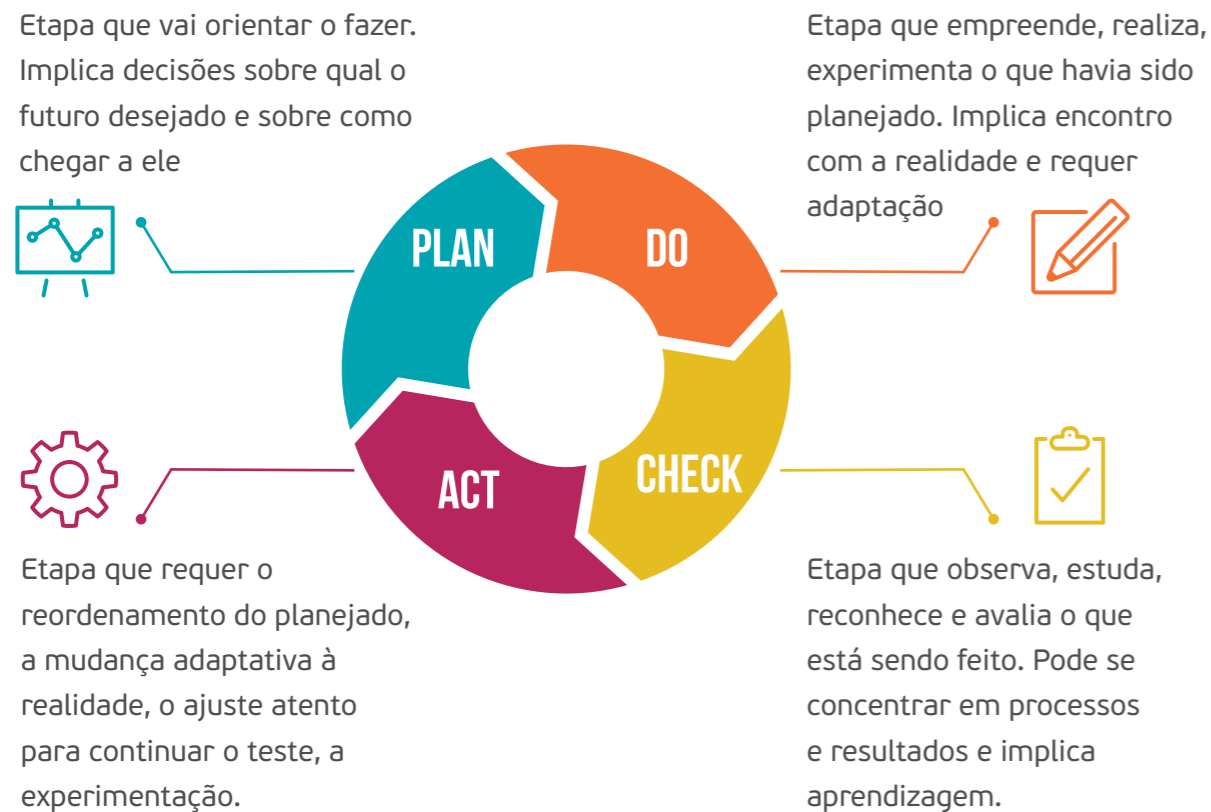 Etapa que vai orientar o fazer.
Implica decisões sobre qual o
futuro desejado e sobre como
chegar a ele
Etapa que empreende, realiza,
experimenta o que havia sido
planejado. Implica encontro
com a realidade e requer
adaptação
PLAN
DO
ACT
CHECK
Etapa que requer o
reordenamento do planejado,
a mudança adaptativa à
realidade, o ajuste atento
para continuar o teste, a
experimentação.
Etapa que observa, estuda,
reconhece e avalia o que
está sendo feito. Pode se
concentrar em processos
e resultados e implica
aprendizagem.